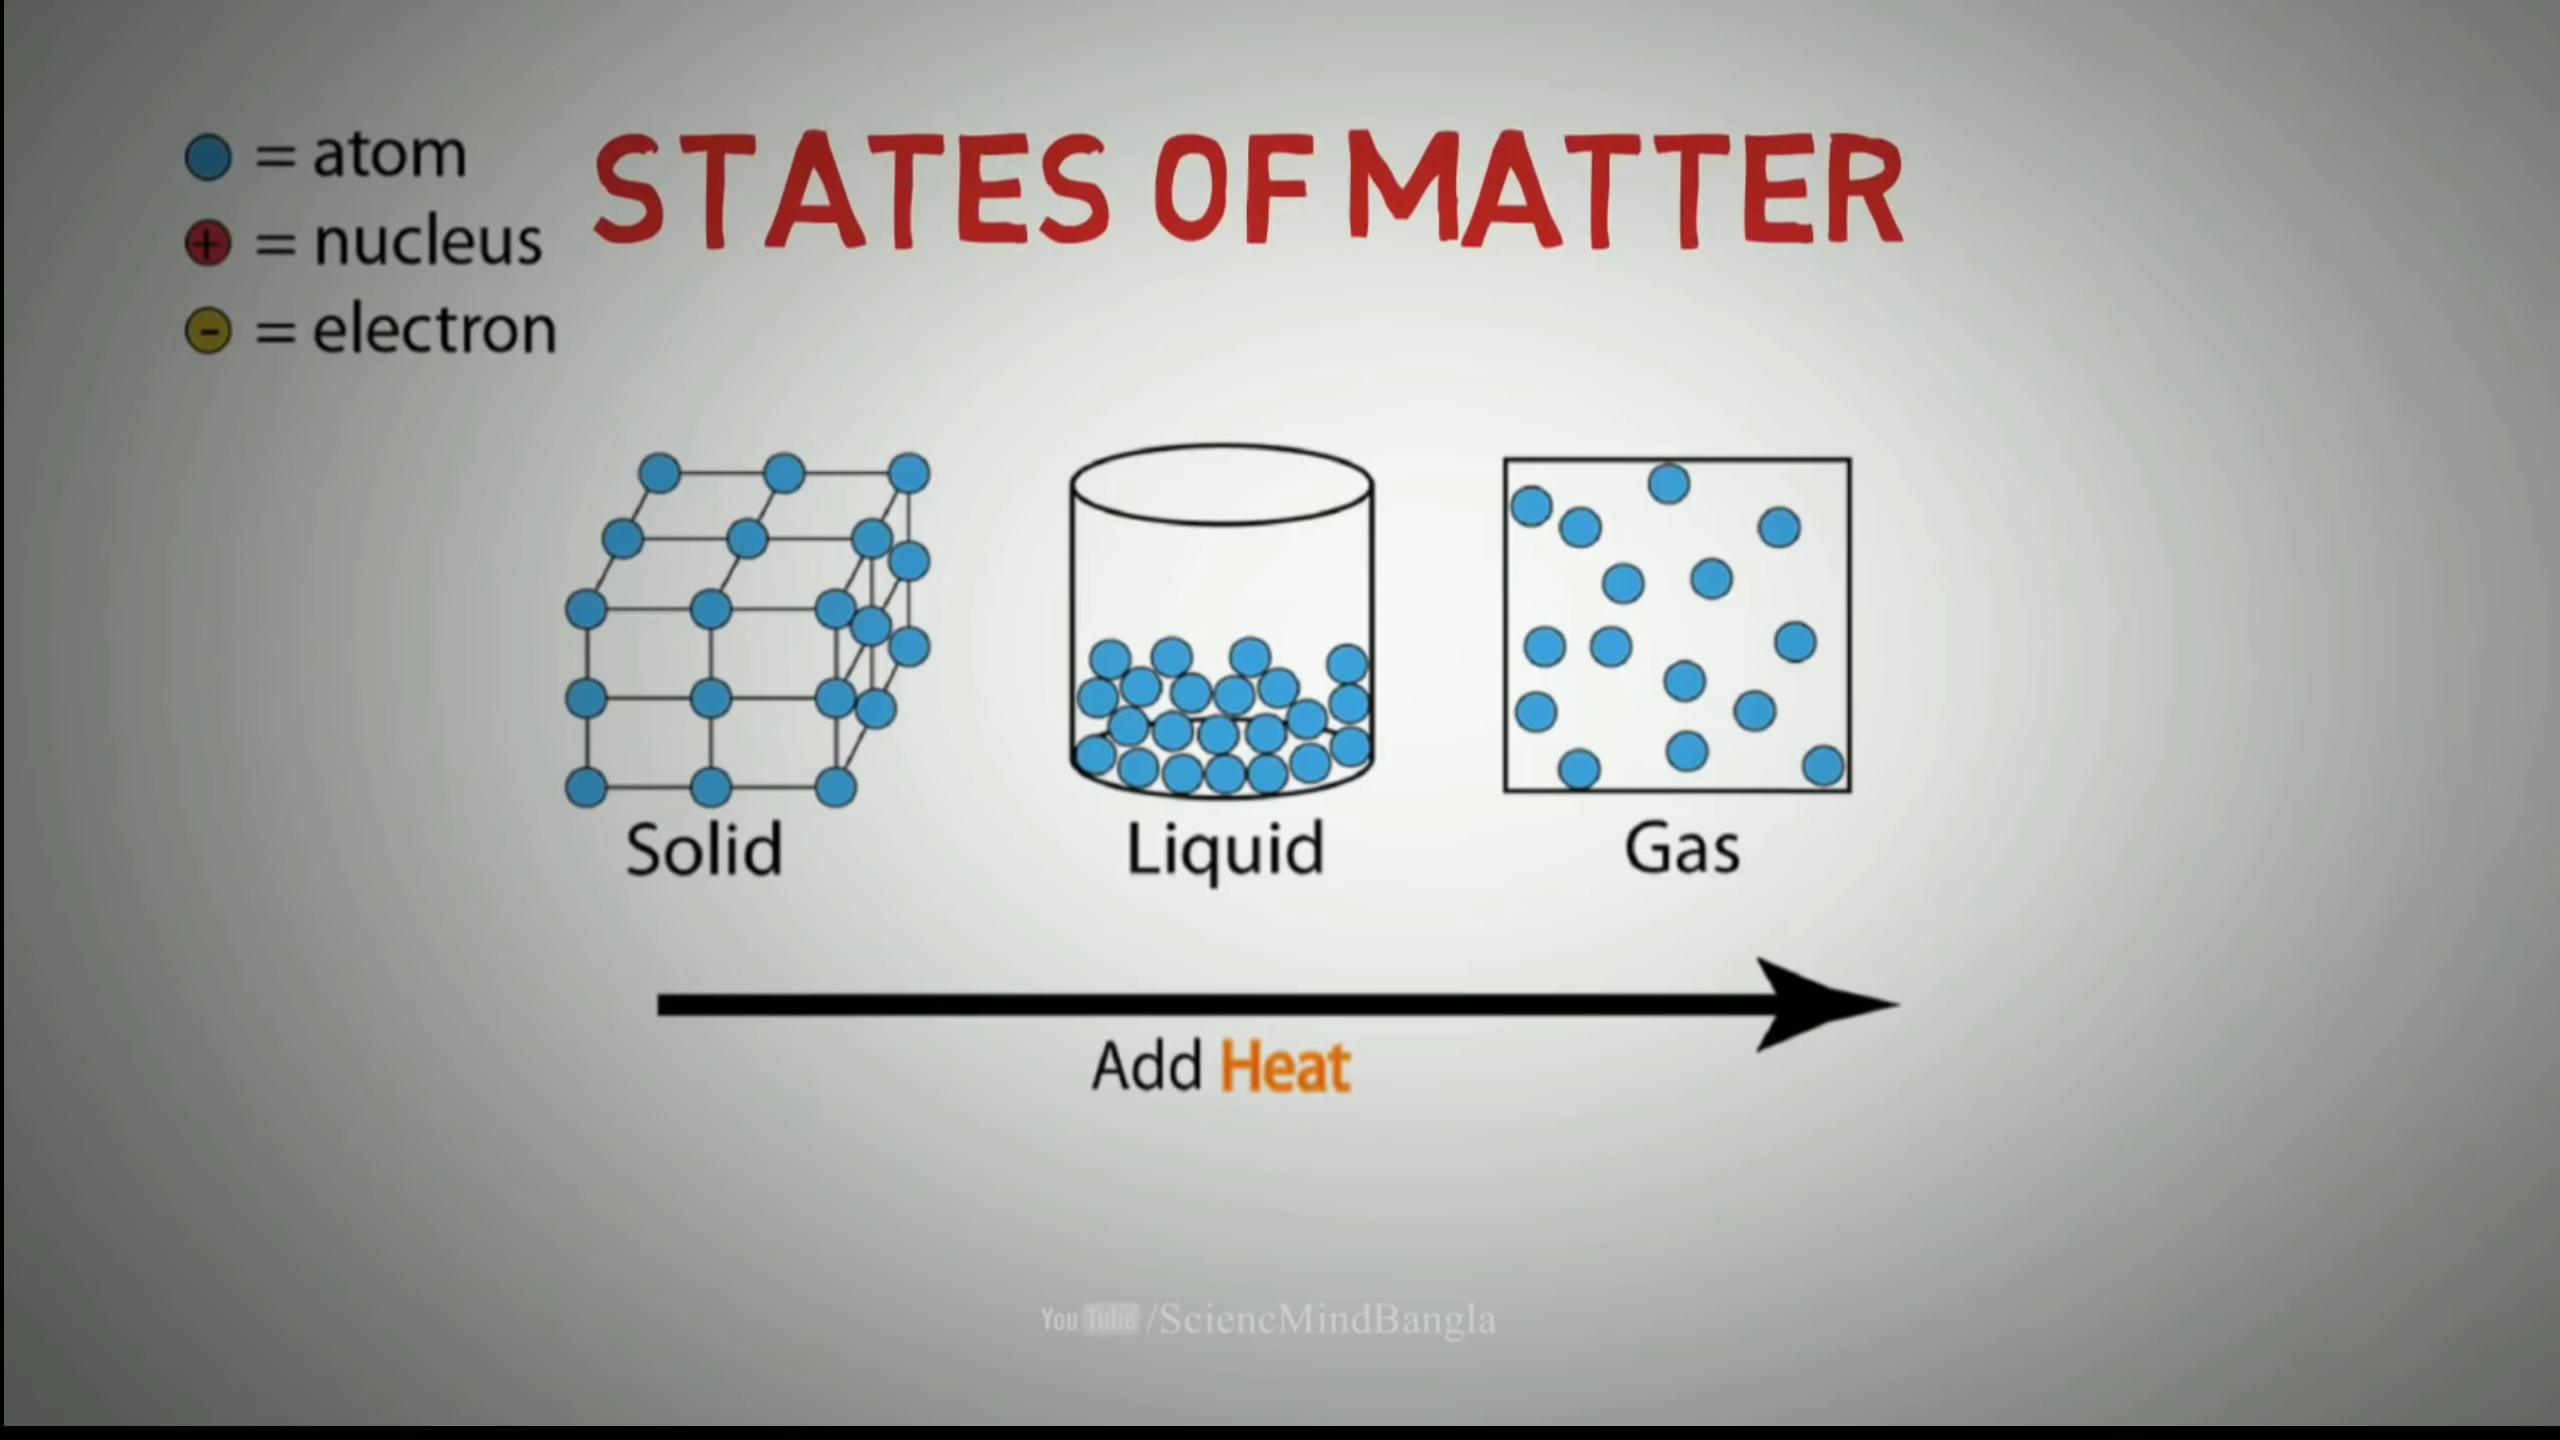 = atom
+ = nucleus
- = electron
STATES OF MATTER
Solid
Liquid
Gas
Add Heat
YouTube /SciencMindBangla